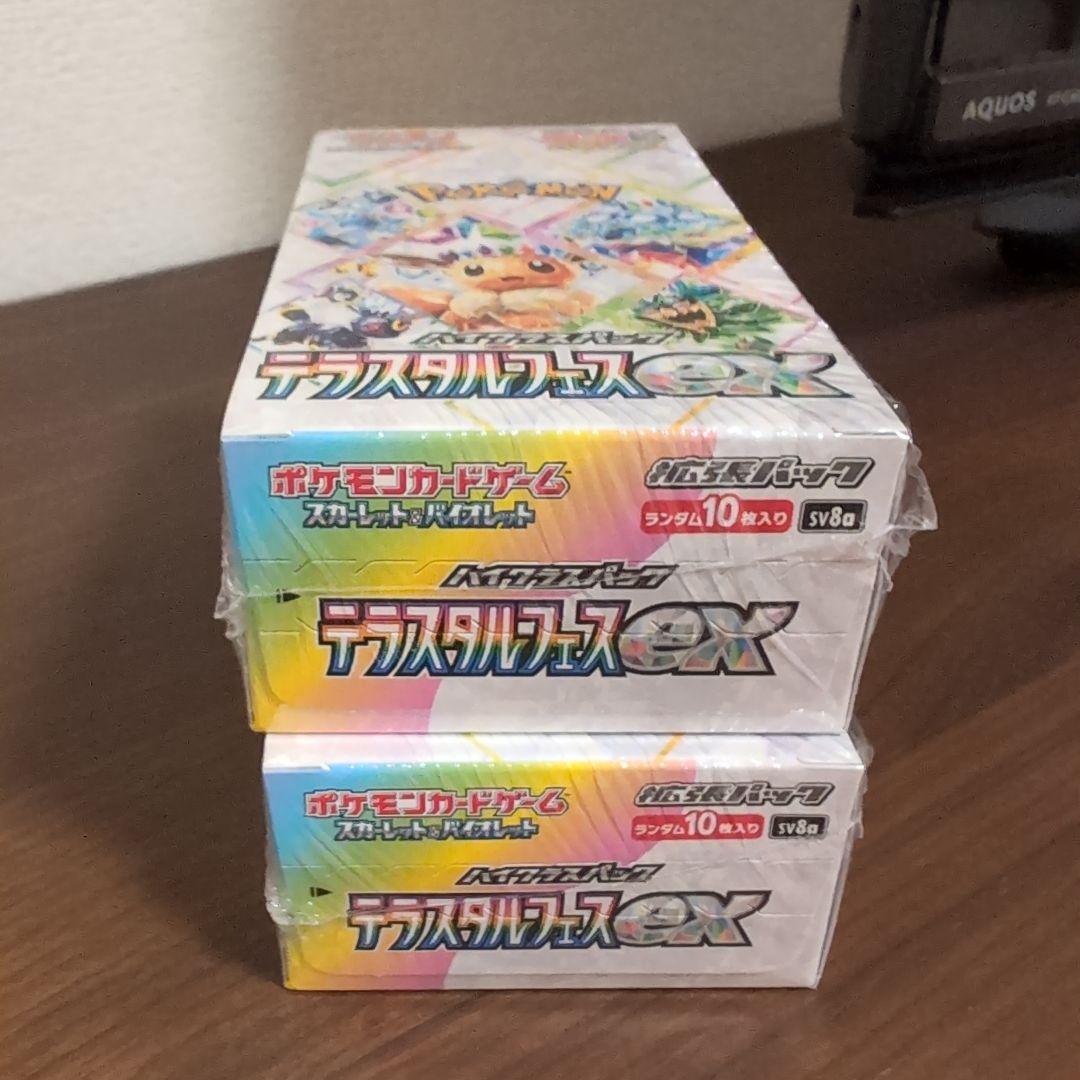 AQUOS
POKÉMON
ハイクラスパック
テラスタルフェスex
ポケモンカードゲーム
スカーレット&バイオレット
拡張パック
ランダム10枚入り SV8a
ハイクラスパック
テラスタルフェスex
ポケモンカードゲーム
スカーレット&バイオレット
拡張パック
ランダム10枚入り SV8a
ハイクラスパック
テラスタルフェスex